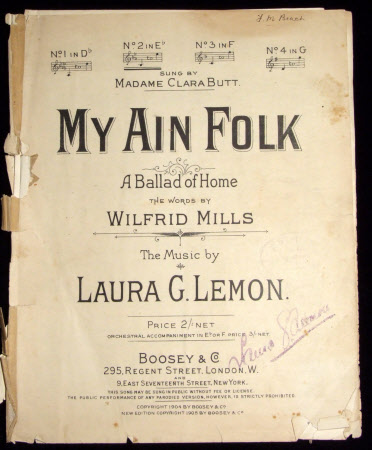 Nº 1 IN D♭
Nº 2 IN E♭
Nº 3 IN F
Nº 4 IN G
SUNG BY
MADAME CLARA BUTT.
MY AIN FOLK
A Ballad of Home
THE WORDS BY
WILFRID MILLS
The Music by
LAURA G. LEMON.
PRICE 2/- NET
ORCHESTRAL ACCOMPANIMENT IN E♭ OR F. PRICE 3/- NET.
BOOSEY & Cº
295, REGENT STREET, LONDON, W.
AND
9, EAST SEVENTEENTH STREET, NEW YORK.
THIS SONG MAY BE SUNG IN PUBLIC WITHOUT FEE OR LICENSE
THE PUBLIC PERFORMANCE OF ANY PARODIED VERSION, HOWEVER, IS STRICTLY PROHIBITED.
COPYRIGHT 1904 BY BOOSEY & Cº
NEW EDITION COPYRIGHT 1905 BY BOOSEY & Cº